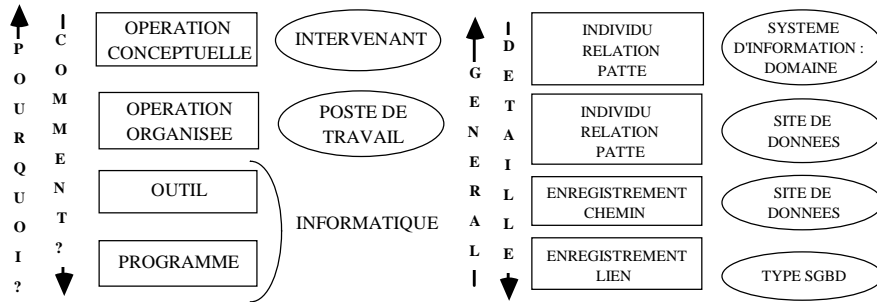 POURQUOI?
COMMENT?
OPERATION
CONCEPTUELLE
INTERVENANT
OPERATION
ORGANISEE
POSTE DE
TRAVAIL
OUTIL
INFORMATIQUE
PROGRAMME
GENERAL
DETAILLE
INDIVIDU
RELATION
PATTE
SYSTEME
D'INFORMATION :
DOMAINE
INDIVIDU
RELATION
PATTE
SITE DE
DONNEES
ENREGISTREMENT
CHEMIN
SITE DE
DONNEES
ENREGISTREMENT
LIEN
TYPE SGBD